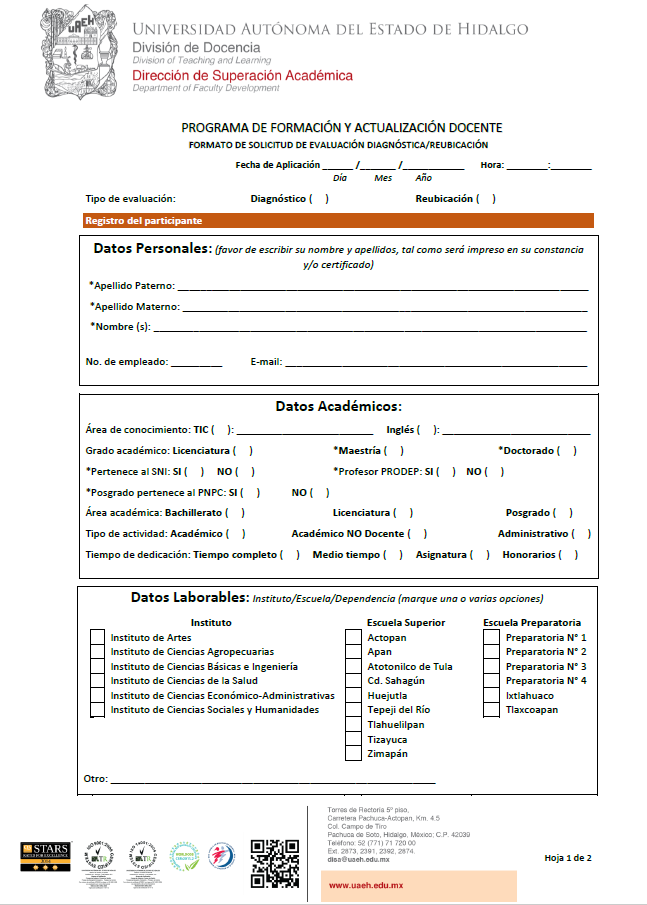 UAEH
UNIVERSIDAD AUTÓNOMA DEL ESTADO DE HIDALGO
División de Docencia
Division of Teaching and Learning
Dirección de Superación Académica
Department of Faculty Development
PROGRAMA DE FORMACIÓN Y ACTUALIZACIÓN DOCENTE
FORMATO DE SOLICITUD DE EVALUACIÓN DIAGNÓSTICA/REUBICACIÓN
Fecha de Aplicación ______ /_______ /____________ Hora: ________:________
Día Mes Año
Tipo de evaluación: Diagnóstico ( ) Reubicación ( )
Registro del participante
Datos Personales: (favor de escribir su nombre y apellidos, tal como será impreso en su constancia
y/o certificado)
*Apellido Paterno: ____________________
*Apellido Materno: ____________________
*Nombre (s): ____________________
No. de empleado: _________ E-mail: ____________________
Datos Académicos:
Área de conocimiento: TIC ( ): ____________________ Inglés ( ): ____________________
Grado académico: Licenciatura ( ) *Maestría ( ) *Doctorado ( )
*Pertenece al SNI: SI ( ) NO ( ) *Profesor PRODEP: SI ( ) NO ( )
*Posgrado pertenece al PNPC: SI ( ) NO ( )
Área académica: Bachillerato ( ) Licenciatura ( ) Posgrado ( )
Tipo de actividad: Académico ( ) Académico NO Docente ( ) Administrativo ( )
Tiempo de dedicación: Tiempo completo ( ) Medio tiempo ( ) Asignatura ( ) Honorarios ( )
Datos Laborables: Instituto/Escuela/Dependencia (marque una o varias opciones)
Instituto Escuela Superior Escuela Preparatoria
Instituto de Artes Actopan Preparatoria N° 1
Instituto de Ciencias Agropecuarias Apan Preparatoria N° 2
Instituto de Ciencias Básicas e Ingeniería Atotonilco de Tula Preparatoria N° 3
Instituto de Ciencias de la Salud Cd. Sahagún Preparatoria N° 4
Instituto de Ciencias Económico-Administrativas Huejutla Ixtlahuaco
Instituto de Ciencias Sociales y Humanidades Tepeji del Río Tlaxcoapan
Tlahuelilpan
Tizayuca
Zimapán
Otro: ____________________
Torres de Rectoría 5º piso,
Carretera Pachuca-Actopan, Km. 4.5
Col. Campo de Tiro
Pachuca de Soto, Hidalgo, México; C.P. 42039
Teléfono: 52 (771) 71 720 00
Ext. 2873, 2391, 2392, 2874.
disa@uaeh.edu.mx
Hoja 1 de 2
STARS
www.uaeh.edu.mx